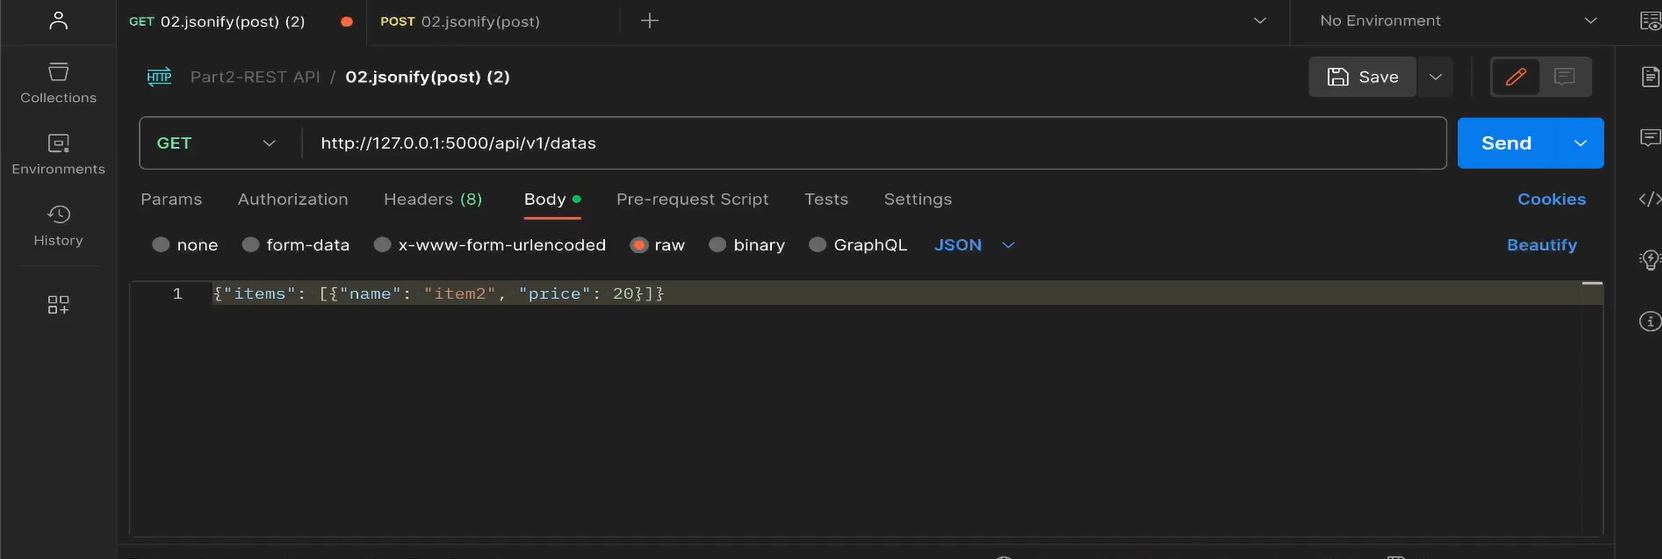 GET 02.jsonify(post) (2) POST 02.jsonify(post) No Environment
Part2-REST API / 02.jsonify(post) (2) Save
Collections
GET http://127.0.0.1:5000/api/v1/datas Send
Environments
Params Authorization Headers (8) Body Pre-request Script Tests Settings Cookies
History
none form-data x-www-form-urlencoded raw binary GraphQL JSON Beautify
1 {"items": [{"name": "item2", "price": 20}]}